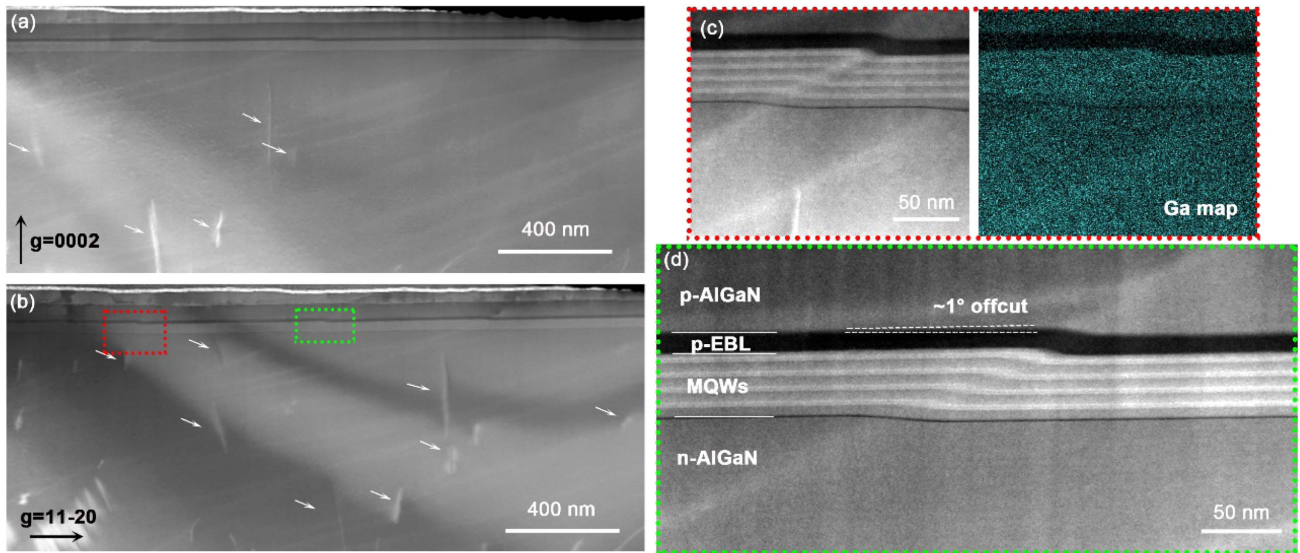 (a)
g=0002
400 nm
(b)
g=11-20
400 nm
(c)
50 nm
Ga map
(d)
p-AlGaN
~1° offcut
p-EBL
MQWs
n-AlGaN
50 nm